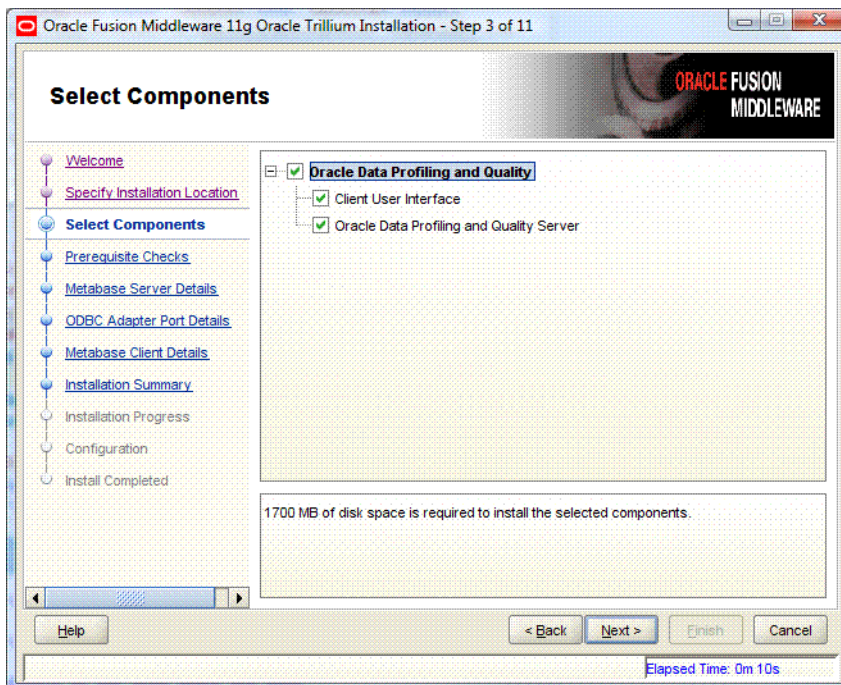 Oracle Fusion Middleware 11g Oracle Trillium Installation - Step 3 of 11
Select Components
ORACLE FUSION
MIDDLEWARE
Welcome
Specify Installation Location
Select Components
Prerequisite Checks
Metabase Server Details
ODBC Adapter Port Details
Metabase Client Details
Installation Summary
Installation Progress
Configuration
Install Completed
Oracle Data Profiling and Quality
Client User Interface
Oracle Data Profiling and Quality Server
1700 MB of disk space is required to install the selected components.
Help
< Back
Next >
Finish
Cancel
Elapsed Time: 0m 10s